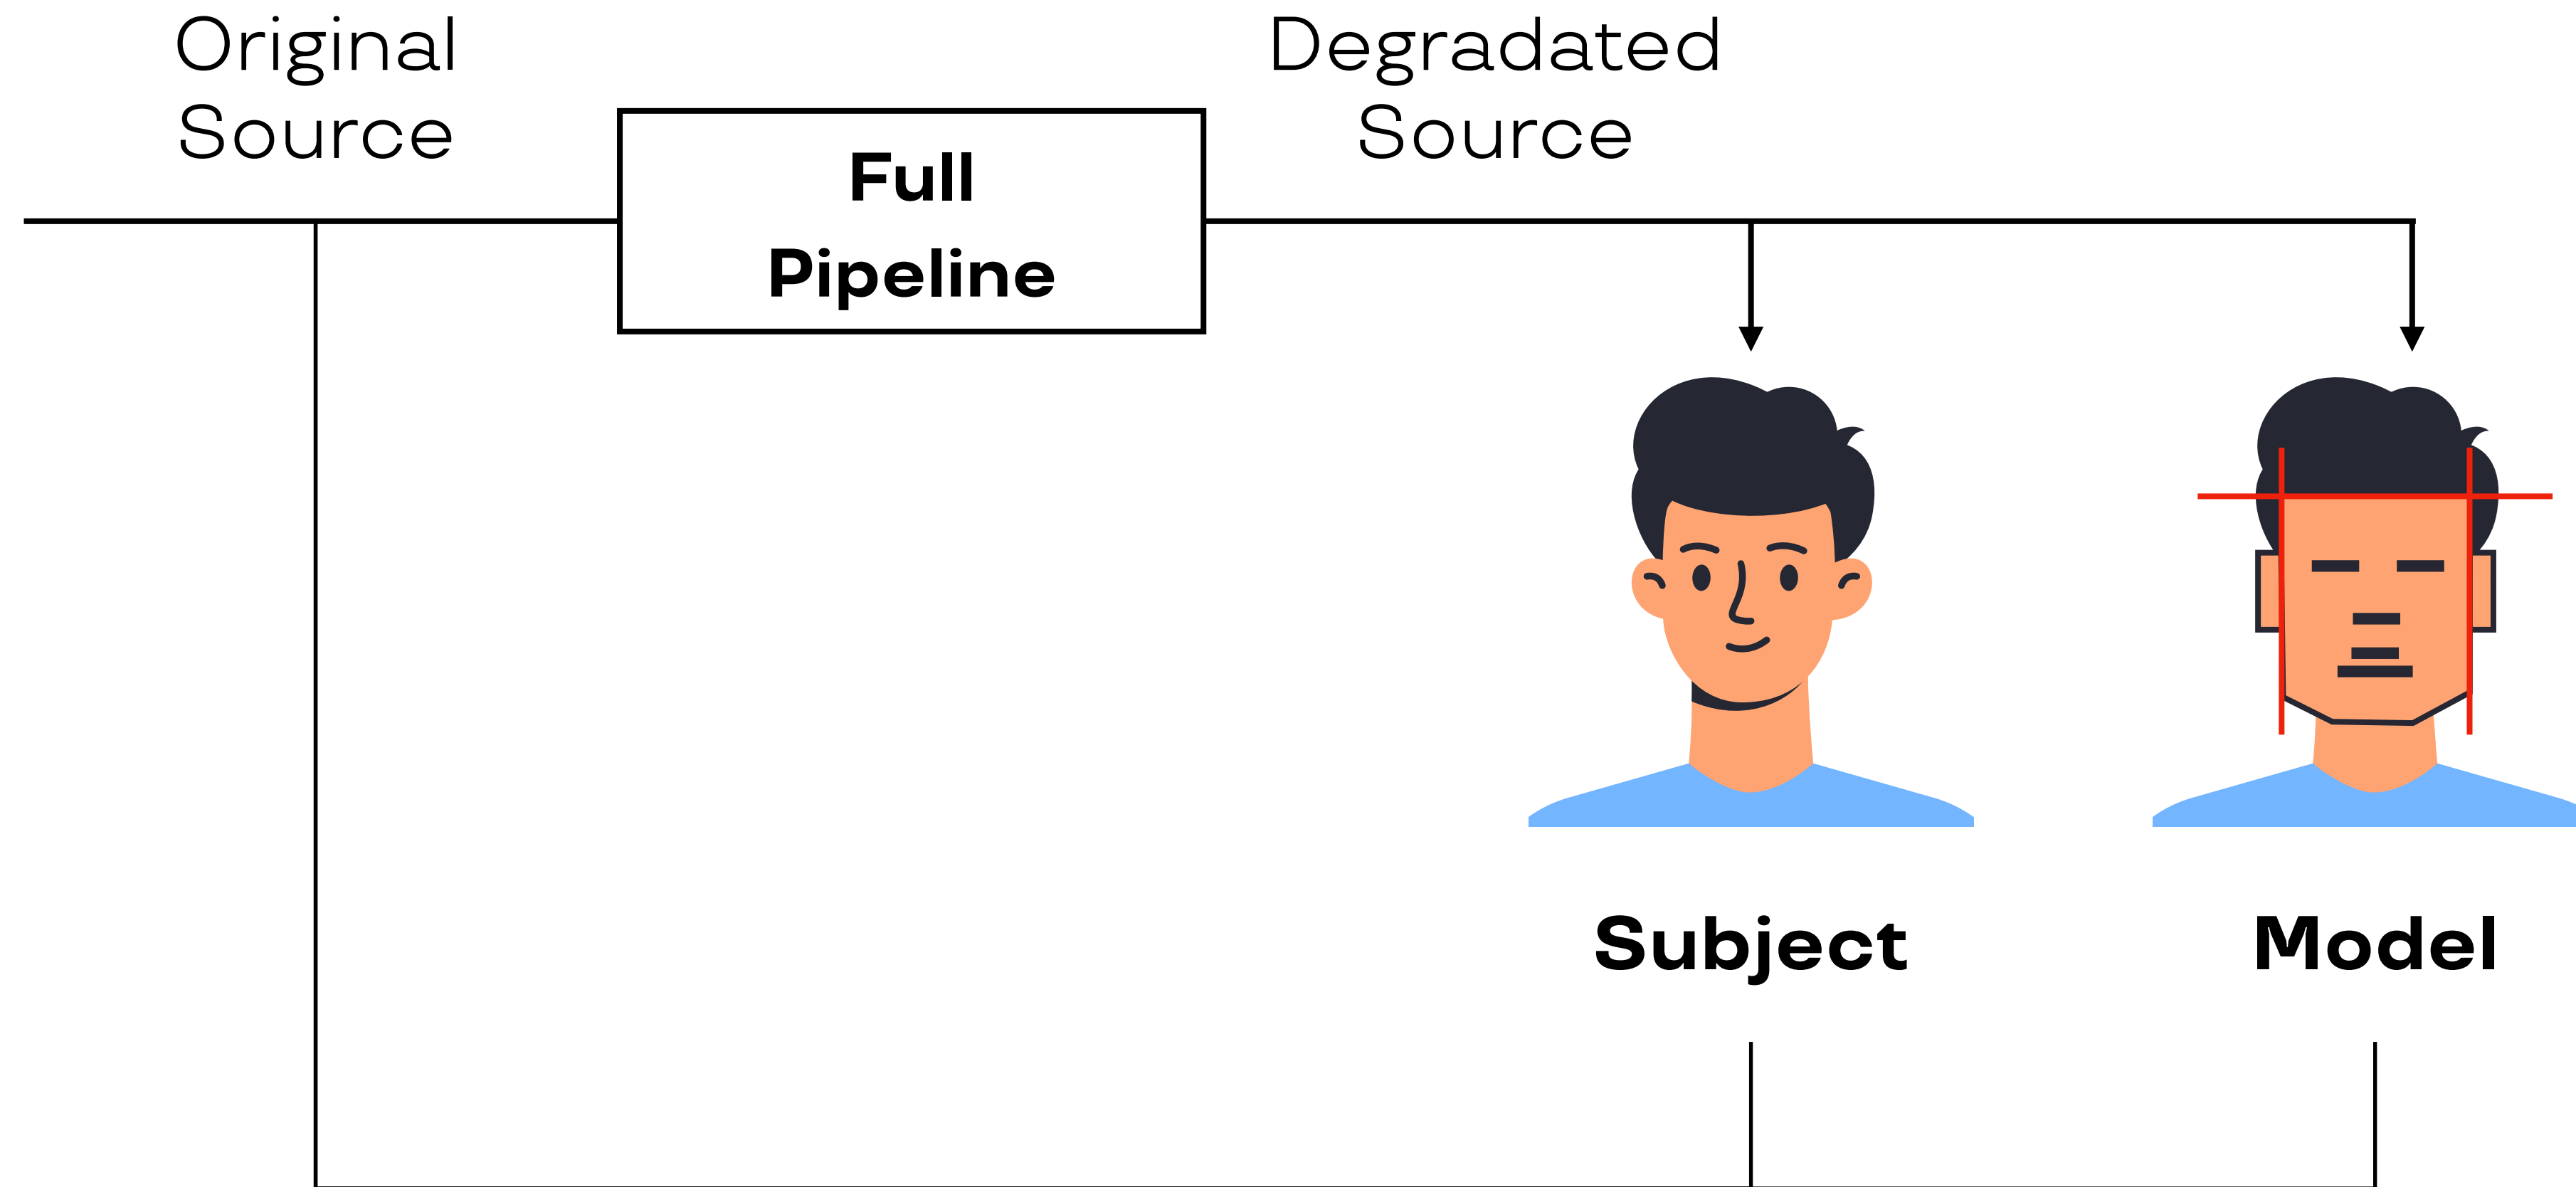 Original
Source
Full
Pipeline
Degradated
Source
Subject
Model